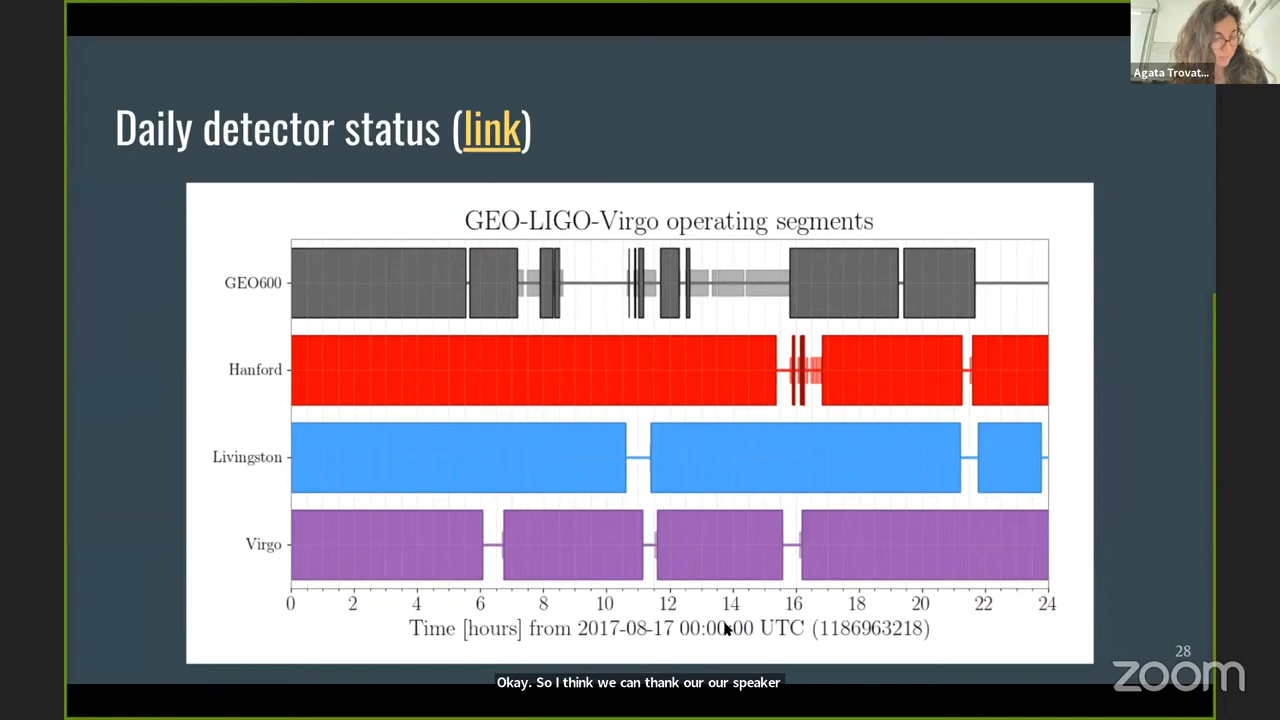 Agata Trovat...
Daily detector status (link)
GEO-LIGO-Virgo operating segments
GEO600
Hanford
Livingston
Virgo
0 2 4 6 8 10 12 14 16 18 20 22 24
Time [hours] from 2017-08-17 00:00:00 UTC (1186963218)
28
zoom
Okay. So I think we can thank our our speaker